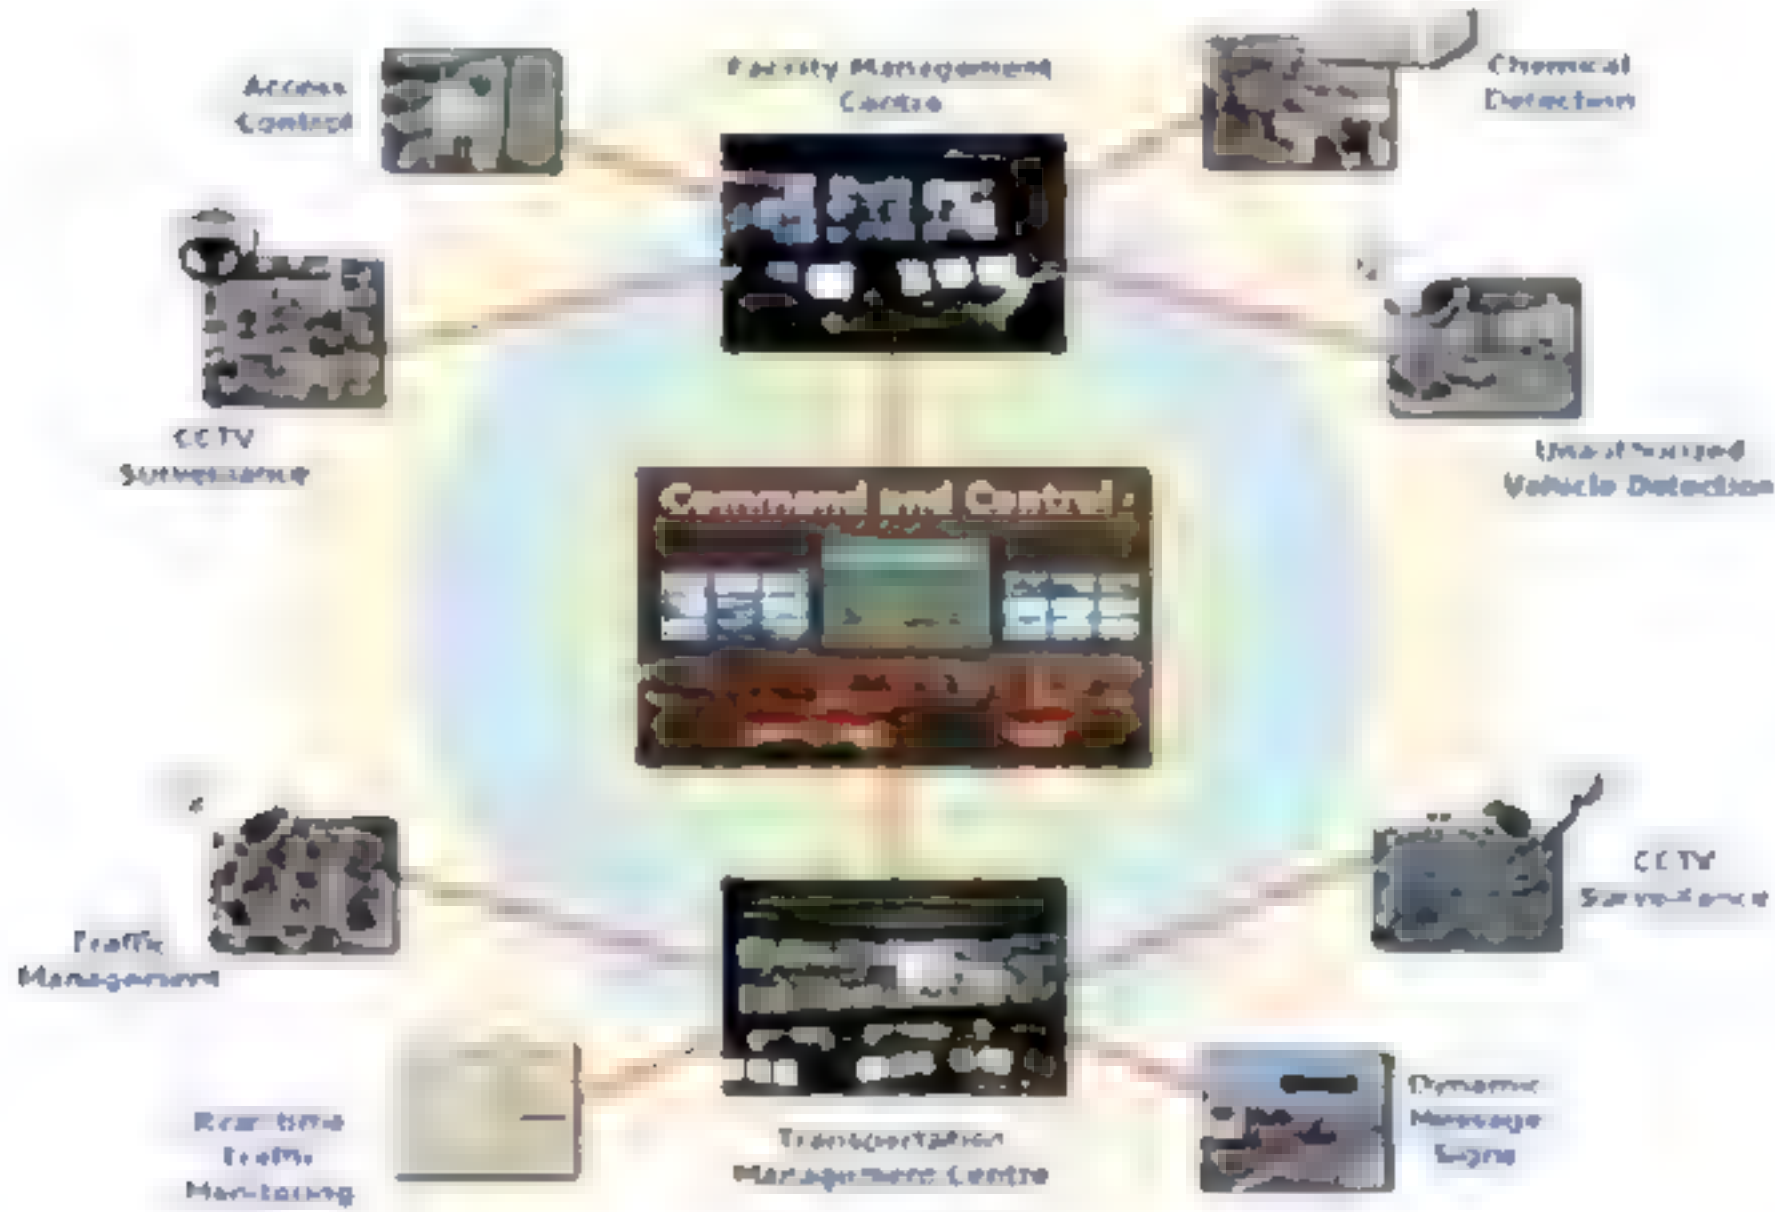 Facility Management
Centre
Access
Control
Chemical
Detection
CCTV
Surveillance
Unauthorized
Vehicle Detection
Command and Control
Traffic
Management
CCTV
Surveillance
Real-time
Traffic
Monitoring
Transportation
Management Centre
Dynamic
Message
Signs